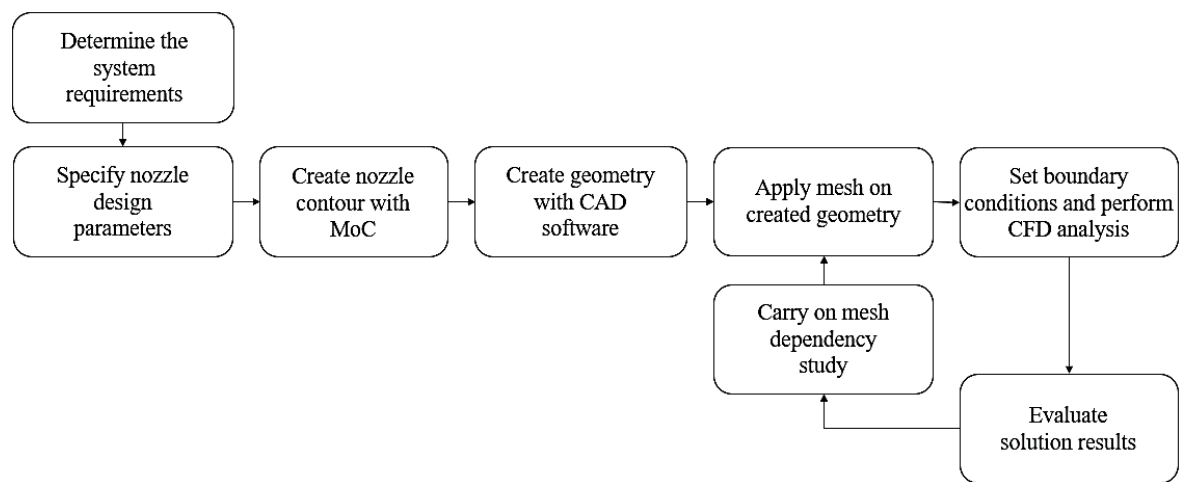 Determine the
system
requirements
Specify nozzle
design
parameters
Create nozzle
contour with
MoC
Create geometry
with CAD
software
Apply mesh on
created geometry
Set boundary
conditions and perform
CFD analysis
Carry on mesh
dependency
study
Evaluate
solution results